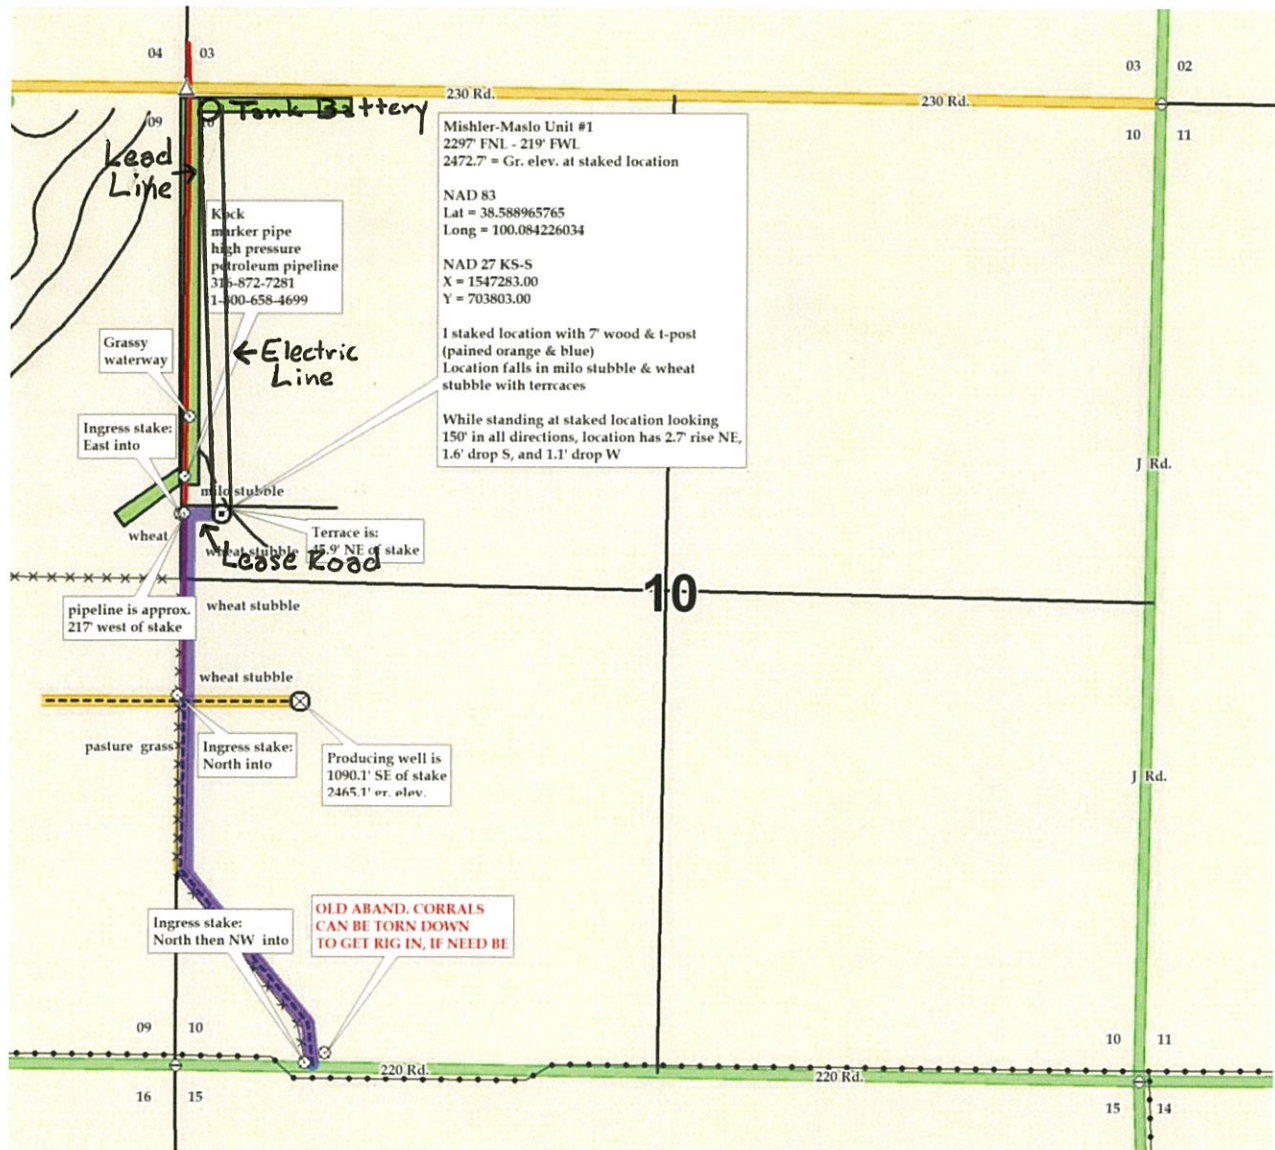 04
03
03
02
230 Rd.
230 Rd.
Tank Battery
09
10
11
Lead
Line
Mishler-Maslo Unit #1
2297' FNL - 219' FWL
2472.7' = Gr. elev. at staked location
NAD 83
Lat = 38.588965765
Long = 100.084226034
NAD 27 KS-S
X = 1547283.00
Y = 703803.00
I staked location with 7' wood & t-post
(pained orange & blue)
Location falls in milo stubble & wheat
stubble with terrcaces
While standing at staked location looking
150' in all directions, location has 2.7' rise NE,
1.6' drop S, and 1.1' drop W
marker pipe
high pressure
petroleum pipeline
316-872-7281
1-800-658-4699
Grassy
waterway
Electric
Line
Ingress stake:
East into
J Rd.
milo stubble
wheat
wheat stubble
Terrace is:
NE of stake
Lease Road
10
pipeline is approx.
217' west of stake
wheat stubble
wheat stubble
pasture grass
Ingress stake:
North into
Producing well is
1090.1' SE of stake
2465.1' gr. elev.
J Rd.
Ingress stake:
North then NW into
OLD ABAND. CORRALS
CAN BE TORN DOWN
TO GET RIG IN, IF NEED BE
09
10
10
11
220 Rd.
220 Rd.
16
15
15
14